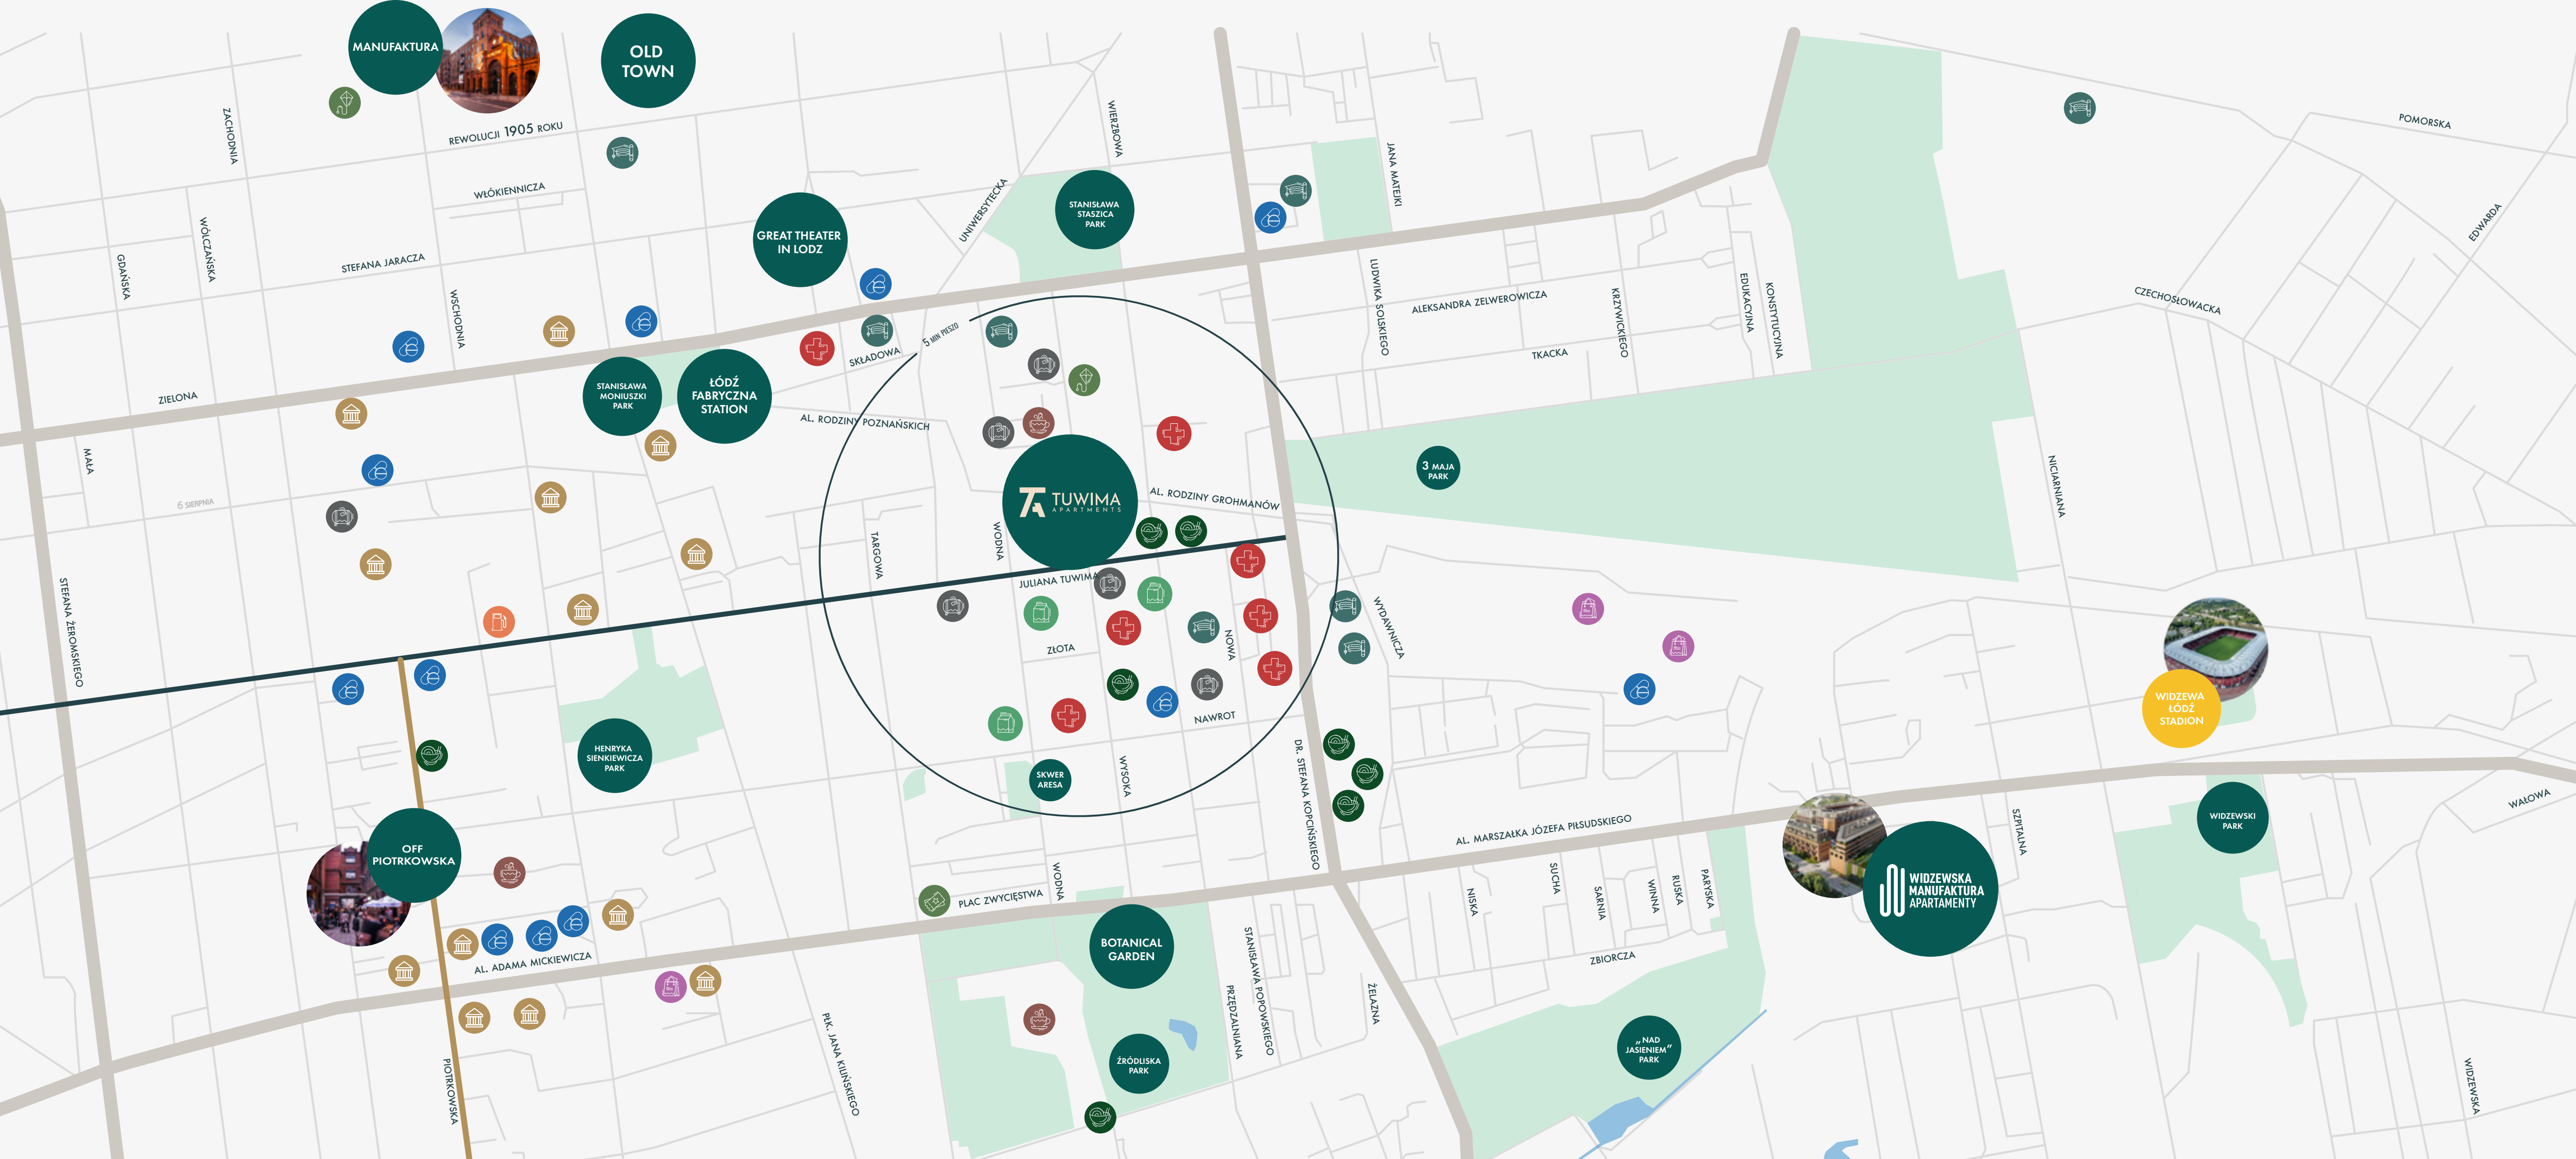 MANUFAKTURA
OLD
TOWN
ZACHODNIA
REWOLUCJI 1905 ROKU
WIERZBOWA
JANA MATEJKI
POMORSKA
WŁÓKIENNICZA
UNIWERSYTECKA
STANISŁAWA
STASZICA
PARK
EDWARDA
WÓLCZAŃSKA
GDAŃSKA
STEFANA JARACZA
GREAT THEATER
IN LODZ
WSCHODNIA
LUDWIKA SOLSKIEGO
ALEKSANDRA ZELWEROWICZA
KRZYWICKIEGO
EDUKACYJNA
KONSTYTUCYJNA
CZECHOSŁOWACKA
5 MIN PIESZO
SKŁADOWA
TKACKA
ZIELONA
STANISŁAWA
MONIUSZKI
PARK
ŁÓDŹ
FABRYCZNA
STATION
AL. RODZINY POZNAŃSKICH
MAŁA
3 MAJA
PARK
NICIARNIANA
6 SIERPNIA
TA TUWIMA
APARTMENTS
AL. RODZINY GROHMANÓW
TARGOWA
WODNA
JULIANA TUWIMA
STEFANA ŻEROMSKIEGO
WYDAWNICZA
ZŁOTA
NOWA
NAWROT
WIDZEWA
ŁÓDŹ
STADION
HENRYKA
SIENKIEWICZA
PARK
SKWER
ARESA
WYSOKA
DR. STEFANA KOPCIŃSKIEGO
AL. MARSZAŁKA JÓZEFA PIŁSUDSKIEGO
SZPITALNA
WIDZEWSKI
PARK
WAŁOWA
OFF
PIOTRKOWSKA
WODNA
PLAC ZWYCIĘSTWA
NISKA
SUCHA
SARNIA
WINNA
RUSKA
PARYSKA
WIDZEWSKA
MANUFAKTURA
APARTAMENTY
BOTANICAL
GARDEN
AL. ADAMA MICKIEWICZA
ZBIORCZA
STANISŁAWA POPOWSKIEGO
PRZĘDZALNIANA
ŻELAZNA
PŁK. JANA KILIŃSKIEGO
ŹRÓDLISKA
PARK
„NAD
JASIENIEM”
PARK
PIOTRKOWSKA
WIDZEWSKA